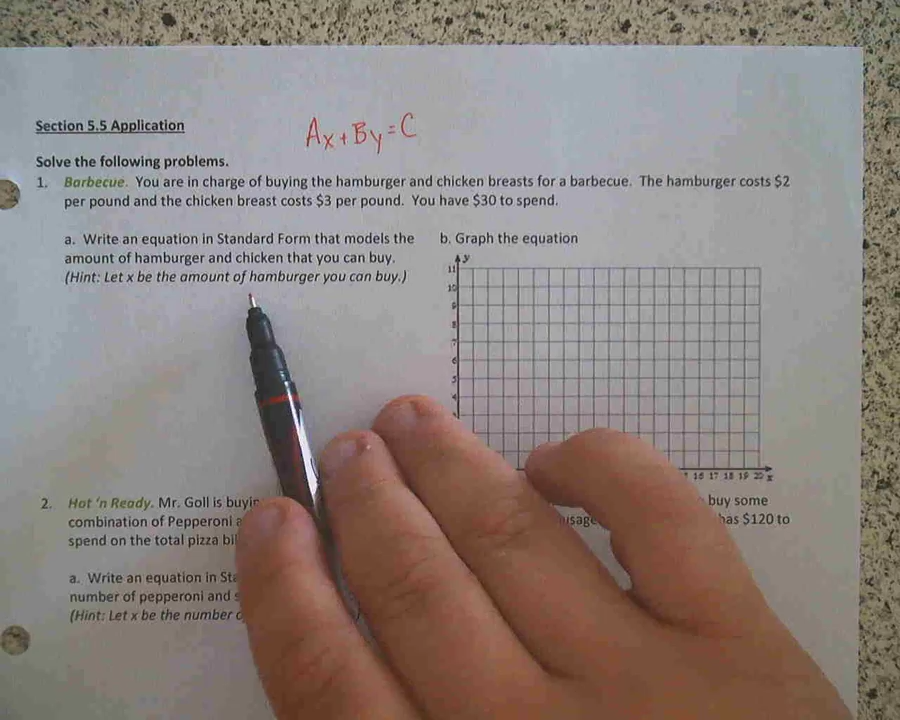 Section 5.5 Application
Ax+By=C
Solve the following problems.
1. Barbecue. You are in charge of buying the hamburger and chicken breasts for a barbecue. The hamburger costs $2
per pound and the chicken breast costs $3 per pound. You have $30 to spend.
a. Write an equation in Standard Form that models the
amount of hamburger and chicken that you can buy.
(Hint: Let x be the amount of hamburger you can buy.)
b. Graph the equation
y
11
10
9
8
7
6
5
4
16 17 18 19 20 x
2. Hot 'n Ready. Mr. Goll is buy some
combination of Pepperoni has $120 to
spend on the total pizza
a. Write an equation in
number of pepperoni and
(Hint: Let x be the number